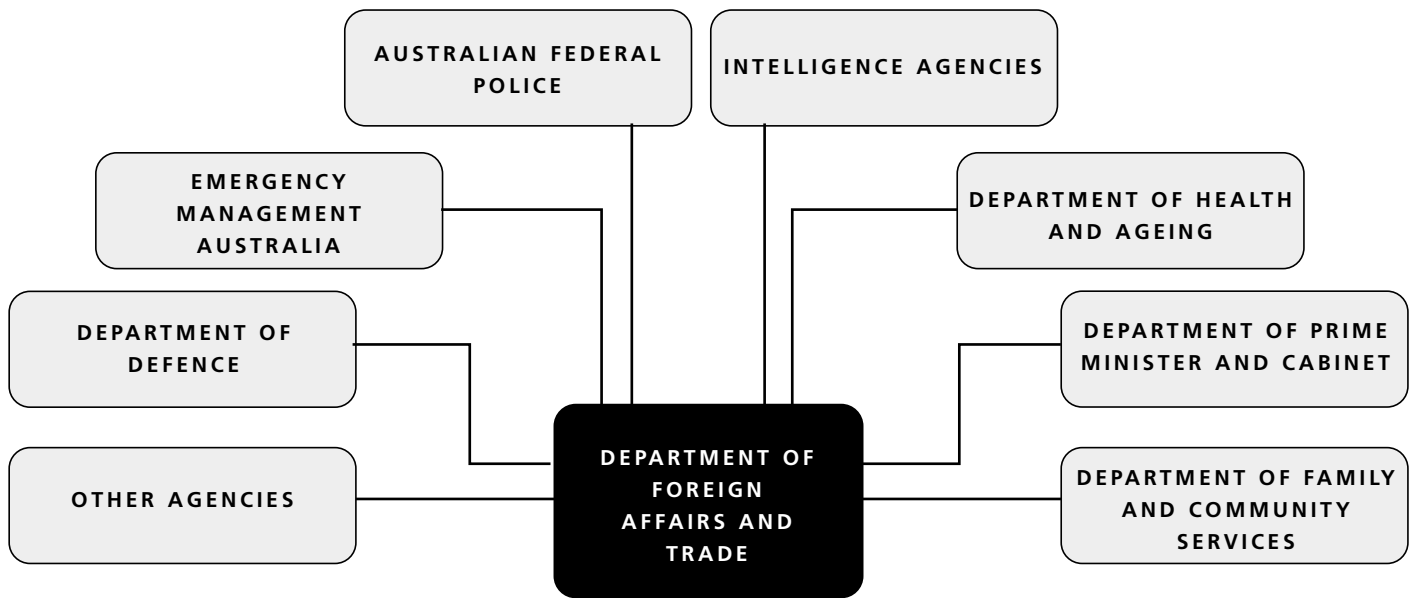 AUSTRALIAN FEDERAL
POLICE
INTELLIGENCE AGENCIES
EMERGENCY
MANAGEMENT
AUSTRALIA
DEPARTMENT OF HEALTH
AND AGEING
DEPARTMENT OF
DEFENCE
DEPARTMENT OF PRIME
MINISTER AND CABINET
OTHER AGENCIES
DEPARTMENT OF
FOREIGN
AFFAIRS AND
TRADE
DEPARTMENT OF FAMILY
AND COMMUNITY
SERVICES